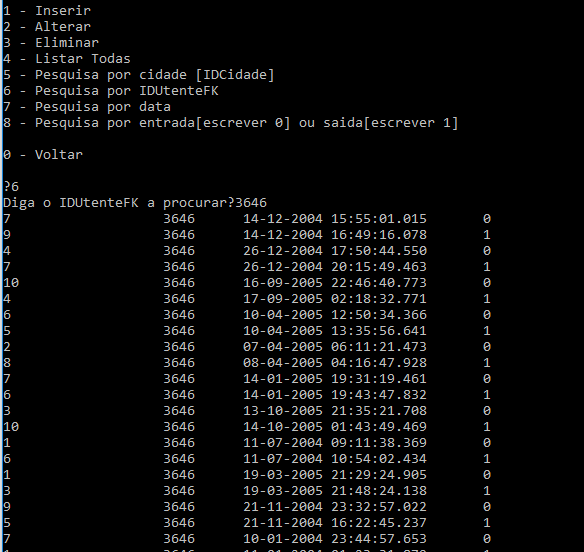 1 - Inserir
2 - Alterar
3 - Eliminar
4 - Listar Todas
5 - Pesquisa por cidade [IDCidade]
6 - Pesquisa por IDUtenteFK
7 - Pesquisa por data
8 - Pesquisa por entrada[escrever 0] ou saida[escrever 1]
0 - Voltar
?6
Diga o IDUtenteFK a procurar?3646
7 3646 14-12-2004 15:55:01.015 0
9 3646 14-12-2004 16:49:16.078 1
4 3646 26-12-2004 17:50:44.550 0
7 3646 26-12-2004 20:15:49.463 1
10 3646 16-09-2005 22:46:40.773 0
4 3646 17-09-2005 02:18:32.771 1
6 3646 10-04-2005 12:50:34.366 0
5 3646 10-04-2005 13:35:56.641 1
2 3646 07-04-2005 06:11:21.473 0
8 3646 08-04-2005 04:16:47.928 1
7 3646 14-01-2005 19:31:19.461 0
6 3646 14-01-2005 19:43:47.832 1
3 3646 13-10-2005 21:35:21.708 0
10 3646 14-10-2005 01:43:49.469 1
1 3646 11-07-2004 09:11:38.369 0
6 3646 11-07-2004 10:54:02.434 1
1 3646 19-03-2005 21:29:24.905 0
3 3646 19-03-2005 21:48:24.138 1
9 3646 21-11-2004 23:32:57.022 0
5 3646 21-11-2004 16:22:45.237 1
7 3646 10-01-2004 23:44:57.653 0